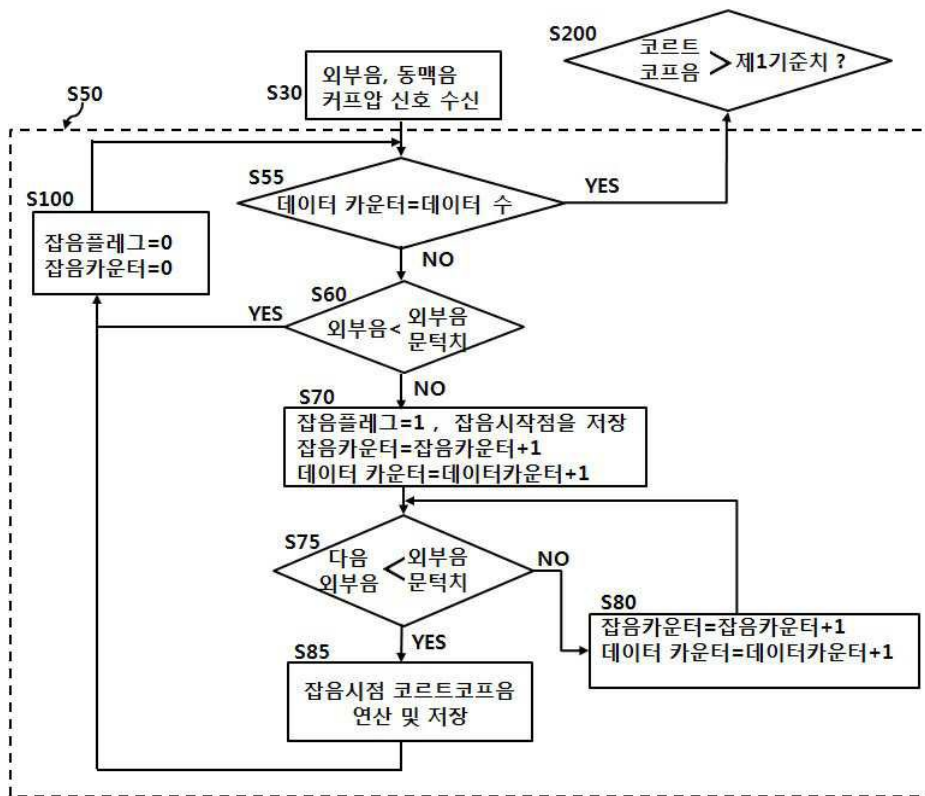 S200
코르트
코프음 > 제1기준치 ?
S30
외부음, 동맥음
커프압 신호 수신
S50
S55
데이터 카운터=데이터 수
YES
NO
S100
잡음플레그=0
잡음카운터=0
S60
외부음< 외부음
문턱치
YES
NO
S70
잡음플레그=1 , 잡음시작점을 저장
잡음카운터=잡음카운터+1
데이터 카운터=데이터카운터+1
S75
다음
외부음 < 외부음
문턱치
NO
YES
S80
잡음카운터=잡음카운터+1
데이터 카운터=데이터카운터+1
S85
잡음시점 코르트코프음
연산 및 저장